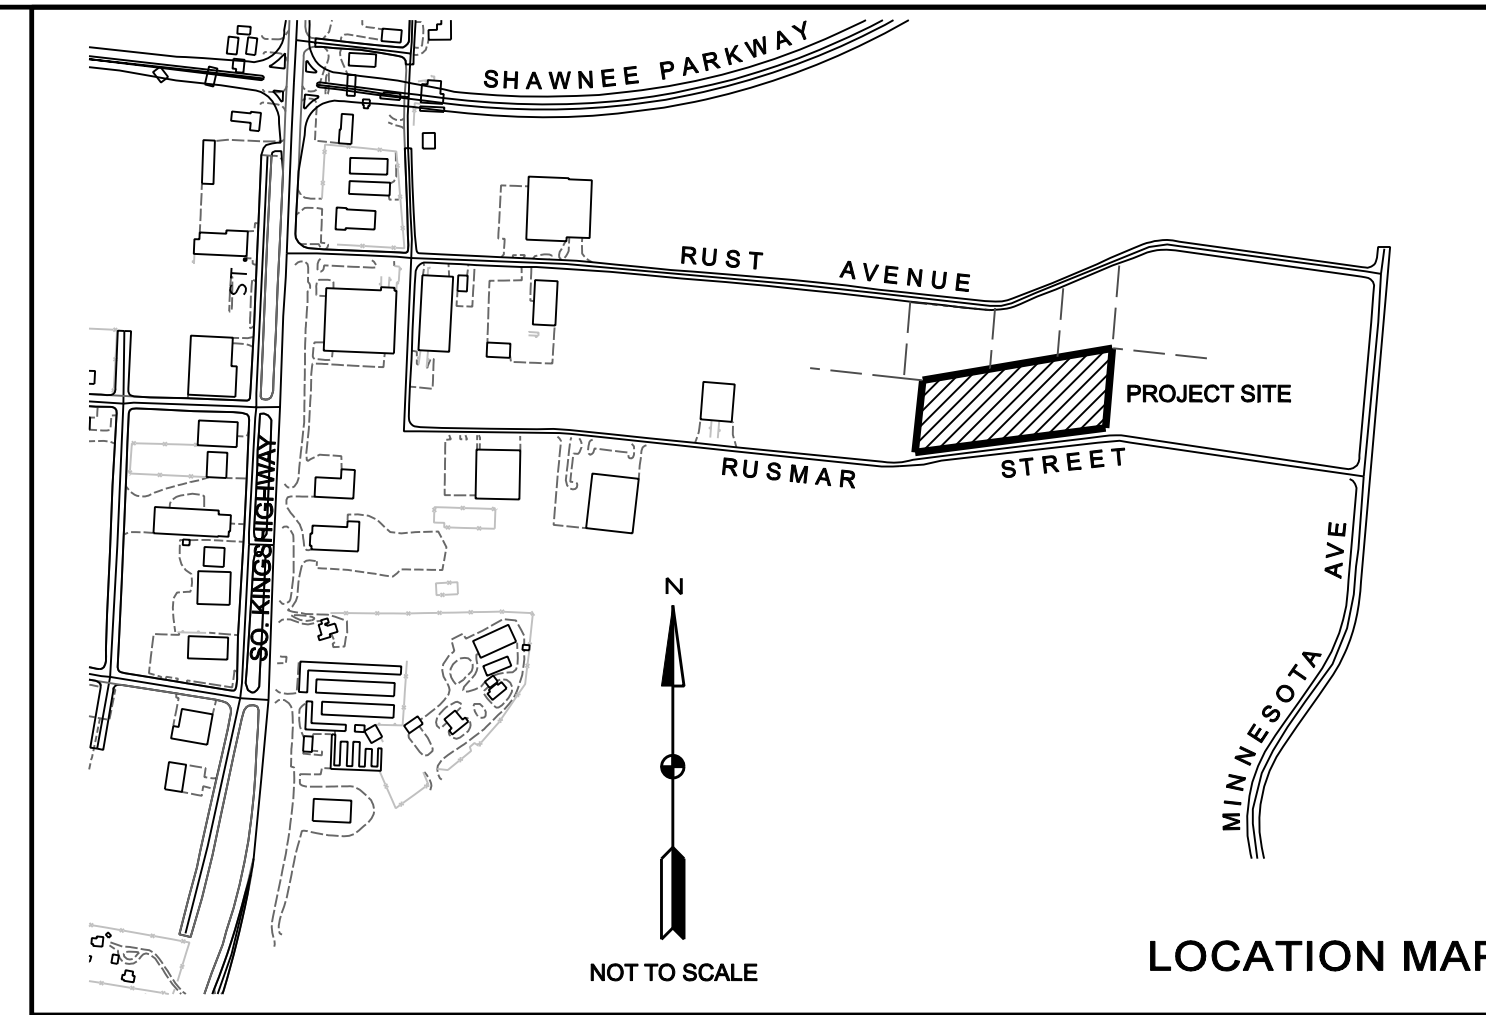 SHAWNEE PARKWAY
RUST AVENUE
ST.
PROJECT SITE
RUSMAR STREET
SO. KINGSHIGHWAY
MINNESOTA AVE
N
NOT TO SCALE
LOCATION MAP